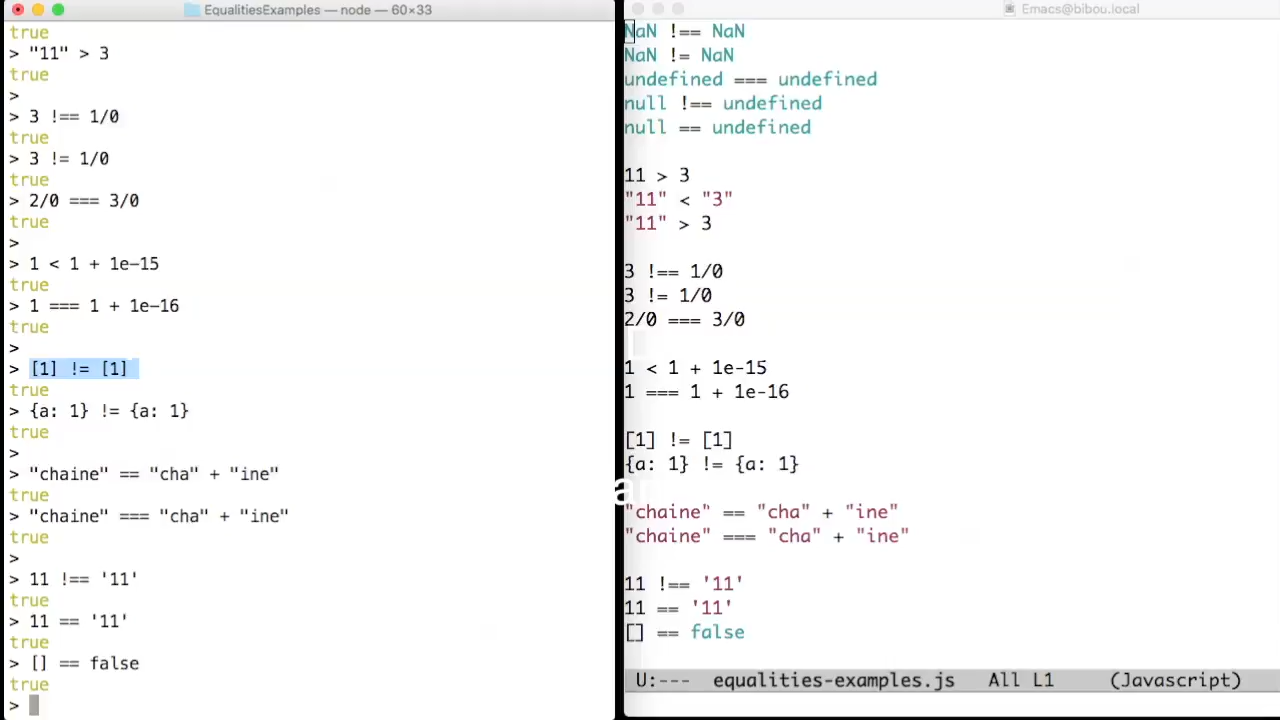 EqualitiesExamples — node — 60×33
true
> "11" > 3
true
>
> 3 !== 1/0
true
> 3 != 1/0
true
> 2/0 === 3/0
true
>
> 1 < 1 + 1e-15
true
> 1 === 1 + 1e-16
true
>
> [1] != [1]
true
> {a: 1} != {a: 1}
true
>
> "chaine" == "cha" + "ine"
true
> "chaine" === "cha" + "ine"
true
>
> 11 !== '11'
true
> 11 == '11'
true
> [] == false
true
>
Emacs@bibou.local
NaN !== NaN
NaN != NaN
undefined === undefined
null !== undefined
null == undefined
11 > 3
"11" < "3"
"11" > 3
3 !== 1/0
3 != 1/0
2/0 === 3/0
1 < 1 + 1e-15
1 === 1 + 1e-16
[1] != [1]
{a: 1} != {a: 1}
"chaine" == "cha" + "ine"
"chaine" === "cha" + "ine"
11 !== '11'
11 == '11'
[] == false
U:--- equalities-examples.js All L1 (Javascript)